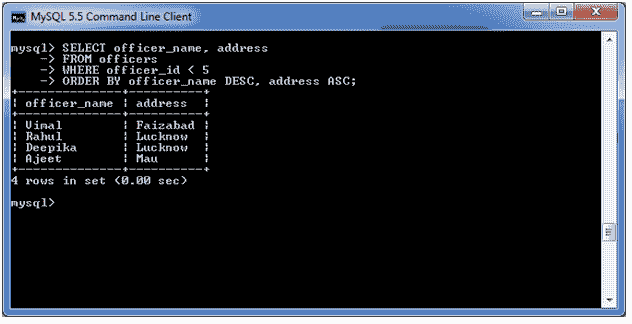 MySQL 5.5 Command Line Client
mysql> SELECT officer_name, address
    -> FROM officers
    -> WHERE officer_id < 5
    -> ORDER BY officer_name DESC, address ASC;
+--------------+----------+
| officer_name | address  |
+--------------+----------+
| Vimal        | Faizabad |
| Rahul        | Lucknow  |
| Deepika      | Lucknow  |
| Ajeet        | Mau      |
+--------------+----------+
4 rows in set (0.00 sec)
mysql>